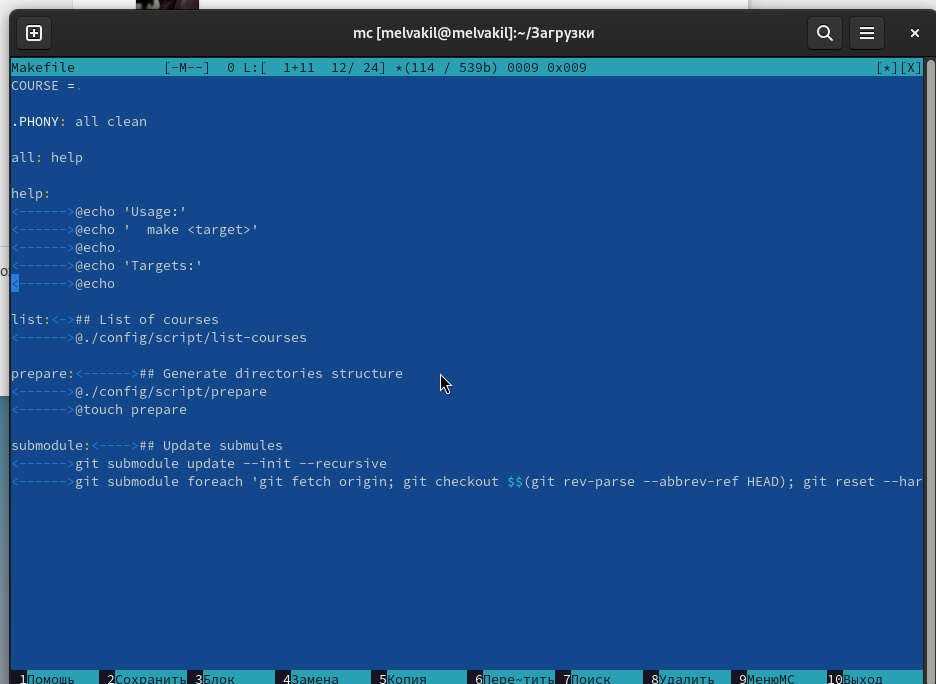 mc [melvakil@melvakil]:~/Загрузки
Makefile [-M--] 0 L:[ 1+11 12/ 24] *(114 / 539b) 0009 0x009 [*][X]
COURSE =.
.PHONY: all clean
all: help
help:
<------>@echo 'Usage:'
<------>@echo '  make <target>'
<------>@echo.
<------>@echo 'Targets:'
<------>@echo
list:<->## List of courses
<------>@./config/script/list-courses
prepare:<------>## Generate directories structure
<------>@./config/script/prepare
<------>@touch prepare
submodule:<---->## Update submules
<------>git submodule update --init --recursive
<------>git submodule foreach 'git fetch origin; git checkout $$(git rev-parse --abbrev-ref HEAD); git reset --har
1Помощь 2Сохранить 3Блок 4Замена 5Копия 6Пере~тить 7Поиск 8Удалить 9МенюMC 10Выход